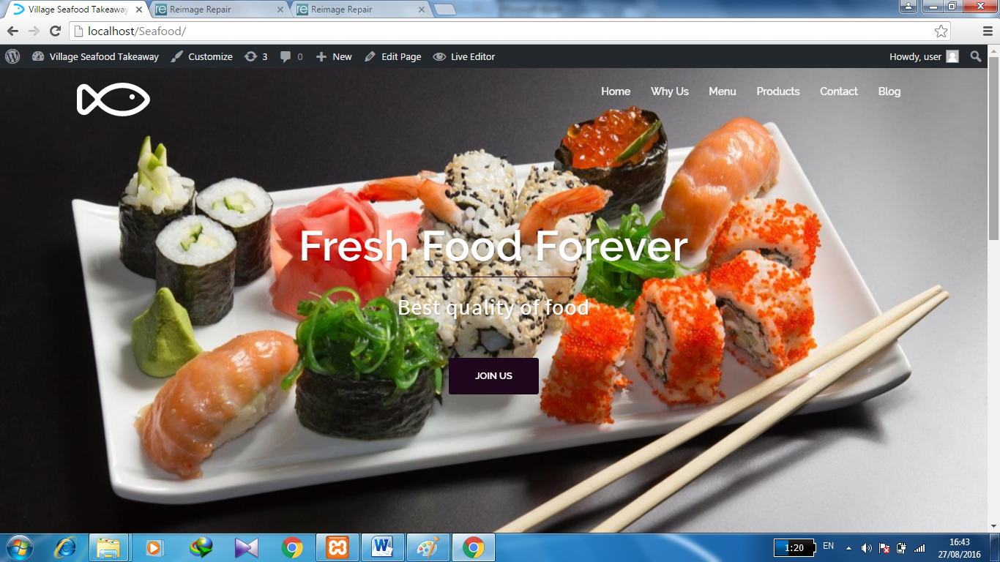 Village Seafood Takeaway
Reimage Repair
Reimage Repair
localhost/Seafood/
Village Seafood Takeaway Customize 3 0 New Edit Page Live Editor Howdy, user
Home Why Us Menu Products Contact Blog
Fresh Food Forever
Best quality of food
JOIN US
1:20 EN 16:43
27/08/2016